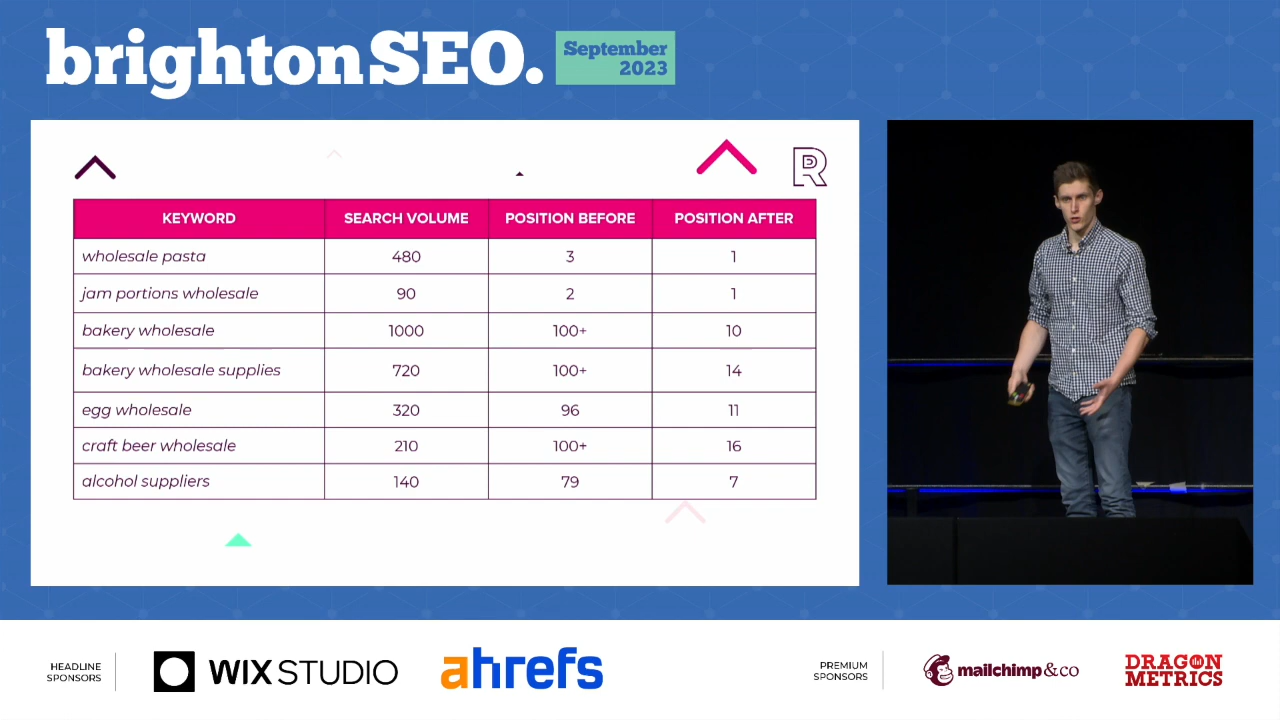 brightonSEO.
September
2023
R
KEYWORD SEARCH VOLUME POSITION BEFORE POSITION AFTER
wholesale pasta 480 3 1
jam portions wholesale 90 2 1
bakery wholesale 1000 100+ 10
bakery wholesale supplies 720 100+ 14
egg wholesale 320 96 11
craft beer wholesale 210 100+ 16
alcohol suppliers 140 79 7
HEADLINE
SPONSORS
WIX STUDIO
ahrefs
PREMIUM
SPONSORS
mailchimp&co
DRAGON
METRICS